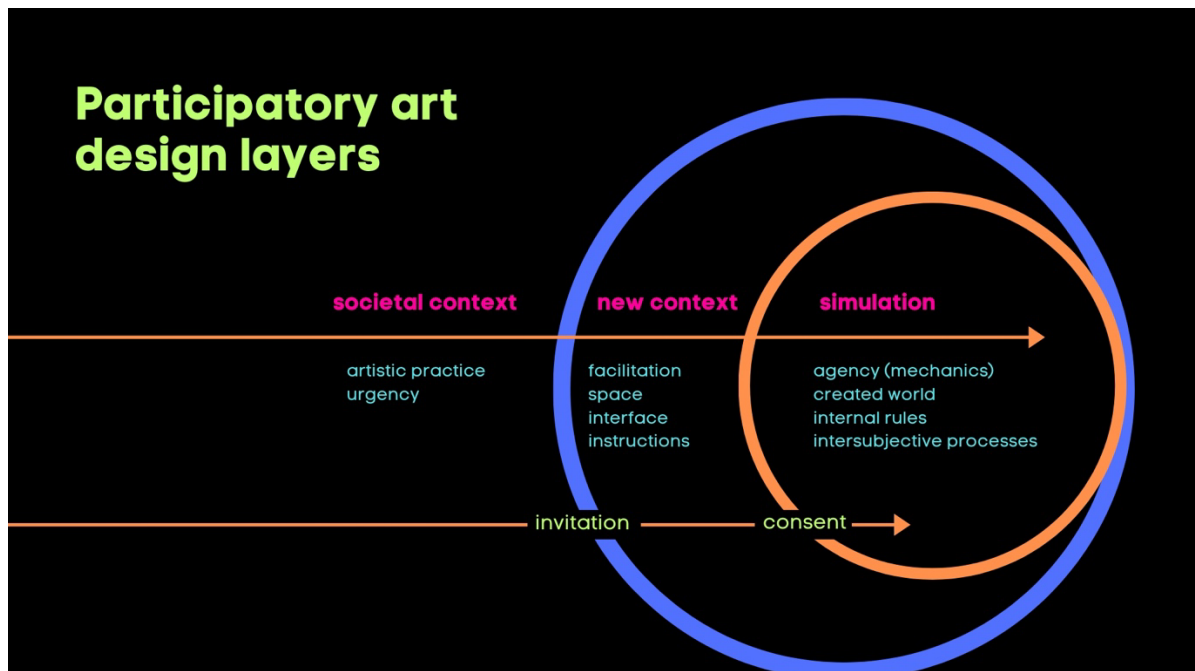 Participatory art
design layers
societal context
new context
simulation
artistic practice
urgency
facilitation
space
interface
instructions
agency (mechanics)
created world
internal rules
intersubjective processes
invitation
consent